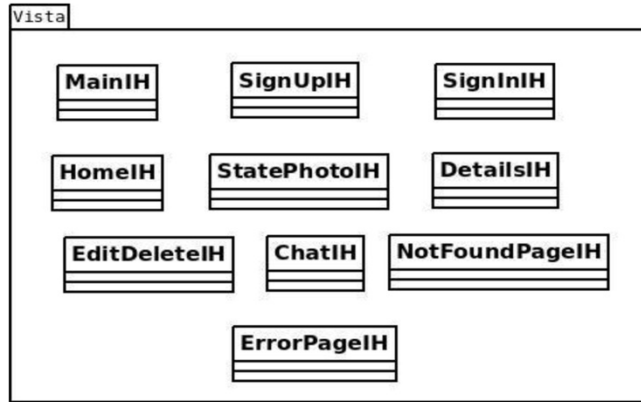 Vista
MainIH
SignUpIH
SignInIH
HomeIH
StatePhotoIH
DetailsIH
EditDeleteIH
ChatIH
NotFoundPageIH
ErrorPageIH